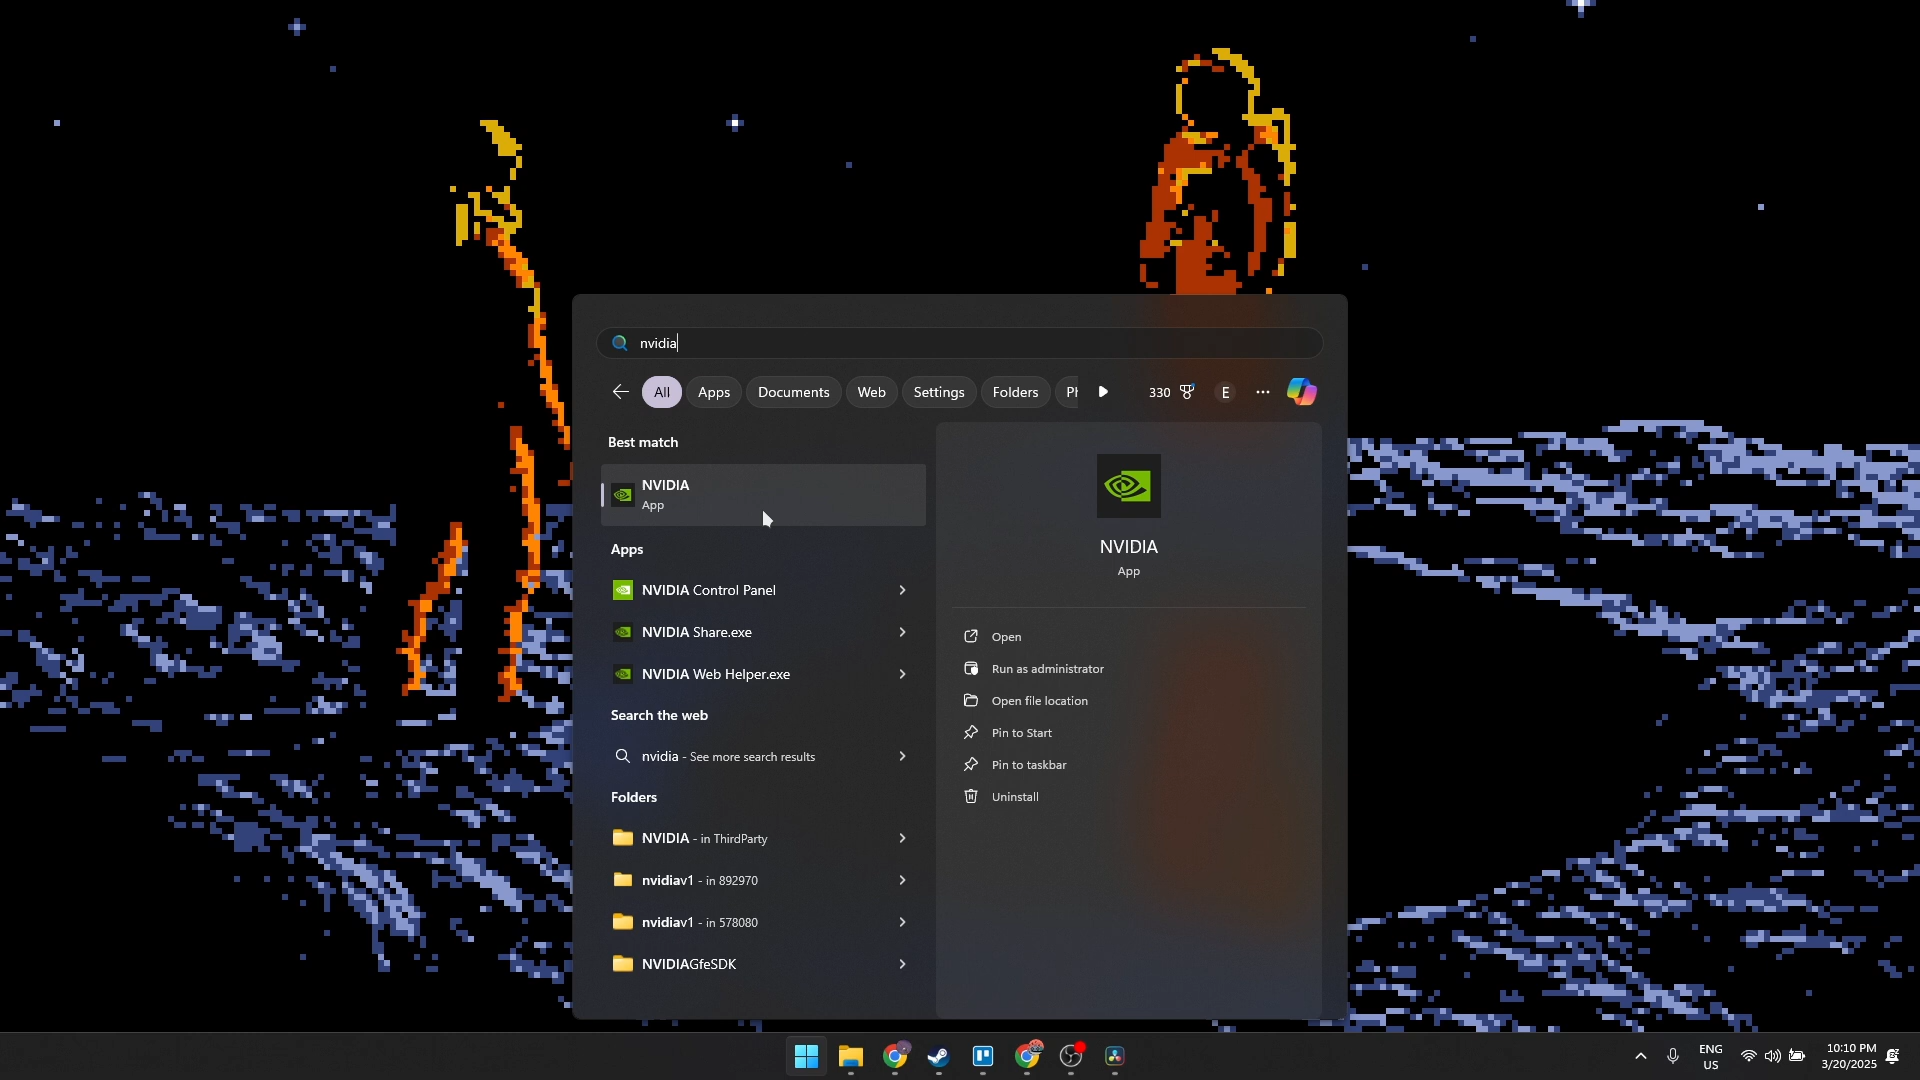 nvidia
All
Apps
Documents
Web
Settings
Folders
330
E
Best match
NVIDIA
App
Apps
NVIDIA Control Panel
NVIDIA Share.exe
NVIDIA Web Helper.exe
Search the web
nvidia - See more search results
Folders
NVIDIA - in ThirdParty
nvidiav1 - in 892970
nvidiav1 - in 578080
NVIDIAGfeSDK
NVIDIA
App
Open
Run as administrator
Open file location
Pin to Start
Pin to taskbar
Uninstall
ENG
US
10:10 PM
3/20/2025